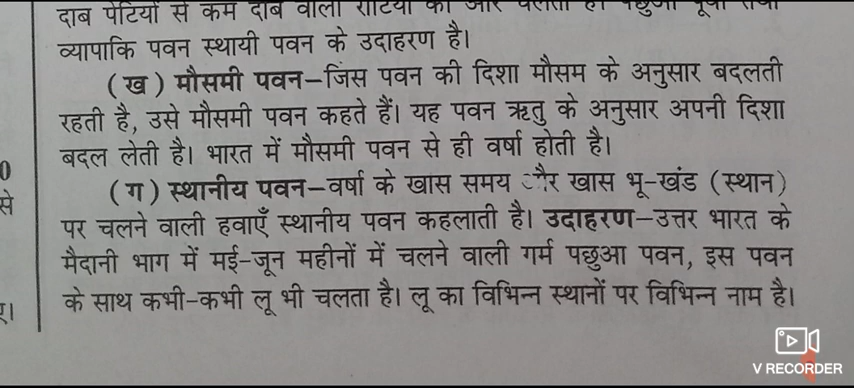 दाब पेटियों से कम दाब वाली
व्यापाकि पवन स्थायी पवन के उदाहरण है।
(ख) मौसमी पवन–जिस पवन की दिशा मौसम के अनुसार बदलती
रहती है, उसे मौसमी पवन कहते हैं। यह पवन ऋतु के अनुसार अपनी दिशा
बदल लेती है। भारत में मौसमी पवन से ही वर्षा होती है।
(ग) स्थानीय पवन–वर्षा के खास समय और खास भू-खंड (स्थान)
पर चलने वाली हवाएँ स्थानीय पवन कहलाती है। उदाहरण–उत्तर भारत के
मैदानी भाग में मई-जून महीनों में चलने वाली गर्म पछुआ पवन, इस पवन
के साथ कभी-कभी लू भी चलता है। लू का विभिन्न स्थानों पर विभिन्न नाम है।
0
से
V RECORDER